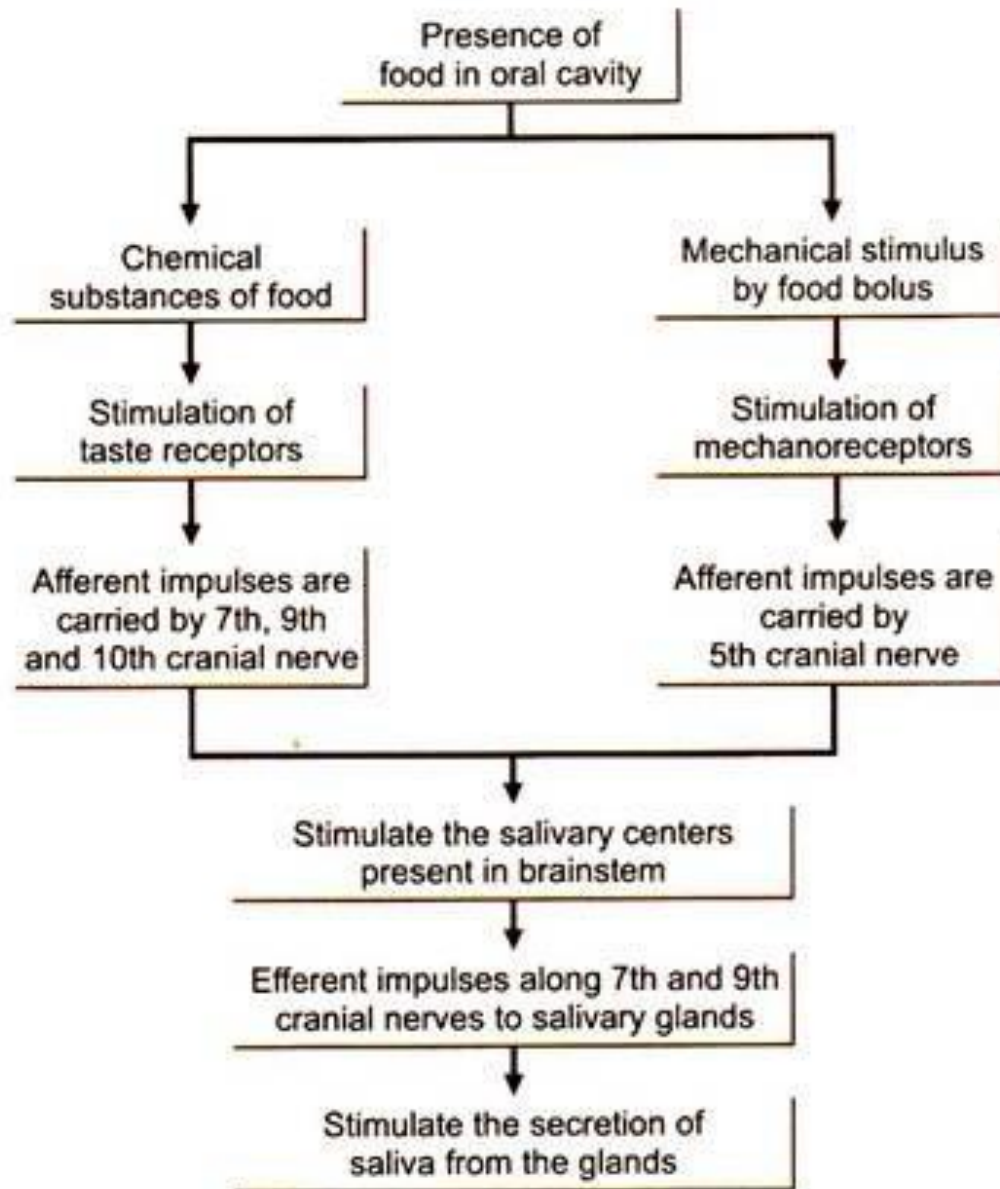 Presence of
food in oral cavity
Chemical
substances of food
Mechanical stimulus
by food bolus
Stimulation of
taste receptors
Stimulation of
mechanoreceptors
Afferent impulses are
carried by 7th, 9th
and 10th cranial nerve
Afferent impulses are
carried by
5th cranial nerve
Stimulate the salivary centers
present in brainstem
Efferent impulses along 7th and 9th
cranial nerves to salivary glands
Stimulate the secretion of
saliva from the glands